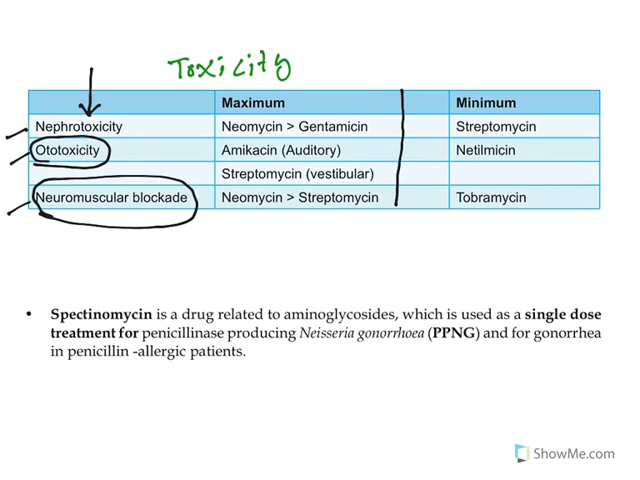 Toxicity
Maximum Minimum
Nephrotoxicity Neomycin > Gentamicin Streptomycin
Ototoxicity Amikacin (Auditory) Netilmicin
Streptomycin (vestibular)
Neuromuscular blockade Neomycin > Streptomycin Tobramycin
• Spectinomycin is a drug related to aminoglycosides, which is used as a single dose
treatment for penicillinase producing Neisseria gonorrhoea (PPNG) and for gonorrhea
in penicillin -allergic patients.
ShowMe.com